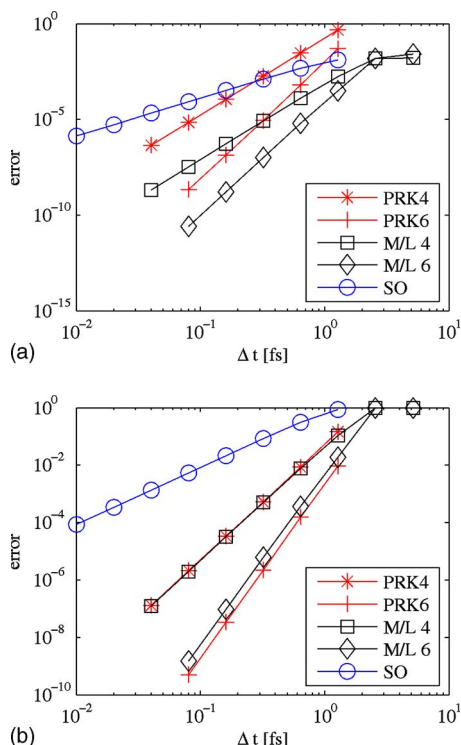 (a)
error
10^0
10^-5
10^-10
10^-15
10^-2
10^-1
10^0
10^1
Δ t [fs]
PRK4
PRK6
M/L 4
M/L 6
SO
(b)
error
10^0
10^-2
10^-4
10^-6
10^-8
10^-10
10^-2
10^-1
10^0
10^1
Δ t [fs]
PRK4
PRK6
M/L 4
M/L 6
SO